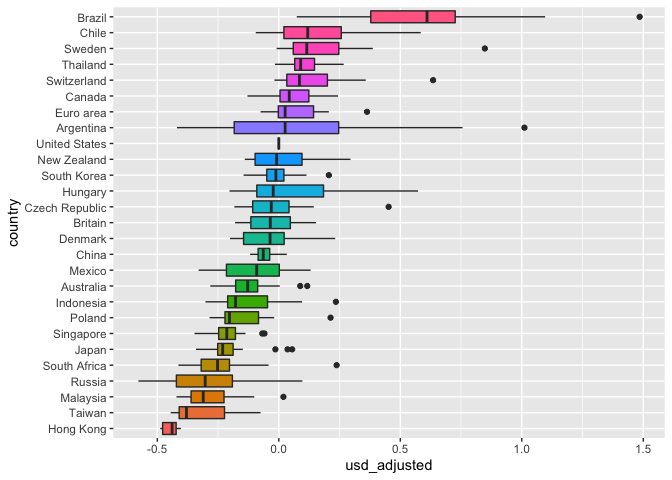 Brazil
Chile
Sweden
Thailand
Switzerland
Canada
Euro area
Argentina
United States
New Zealand
South Korea
Hungary
Czech Republic
Britain
Denmark
China
Mexico
Australia
Indonesia
Poland
Singapore
Japan
South Africa
Russia
Malaysia
Taiwan
Hong Kong
country
-0.5 0.0 0.5 1.0 1.5
usd_adjusted